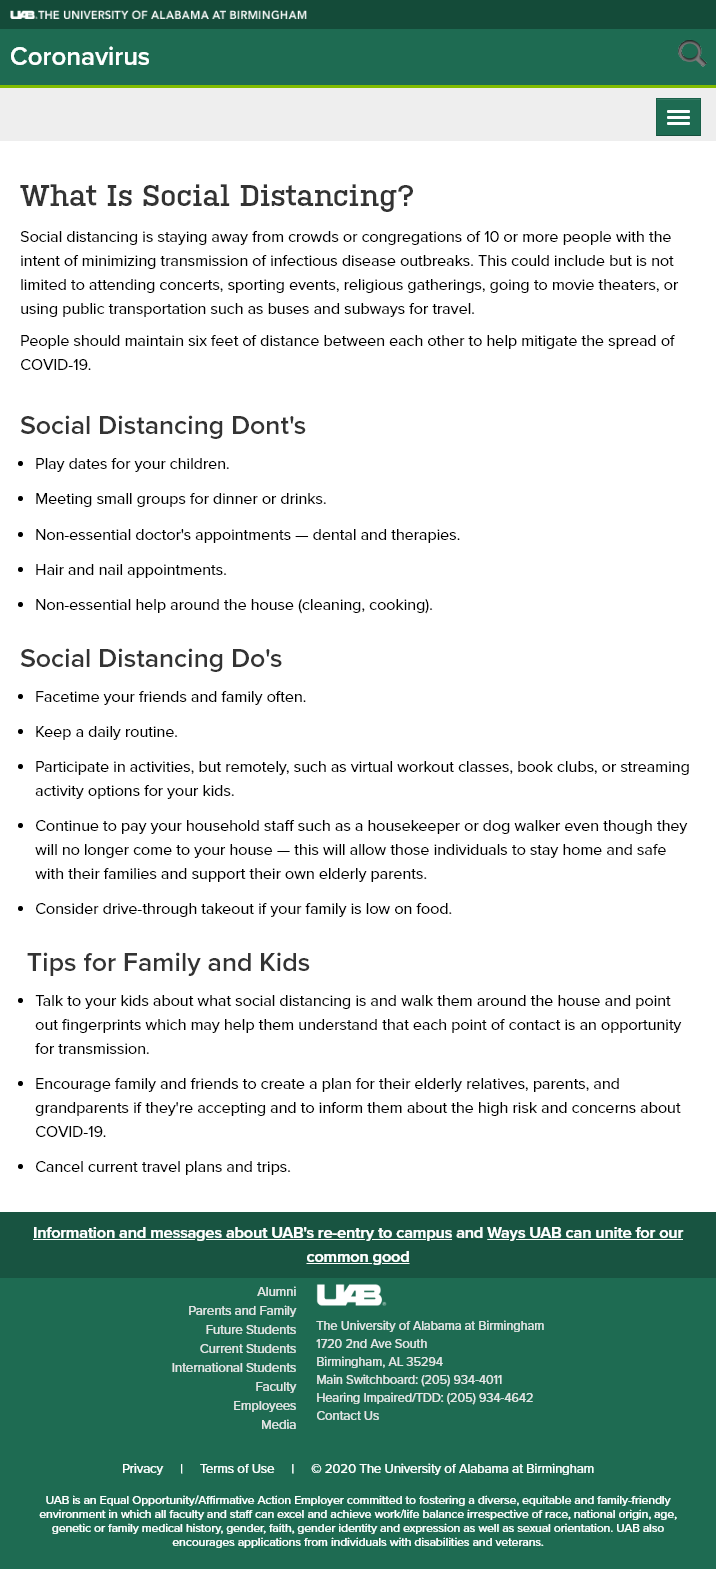 UAB THE UNIVERSITY OF ALABAMA AT BIRMINGHAM
Coronavirus
What Is Social Distancing?
Social distancing is staying away from crowds or congregations of 10 or more people with the
intent of minimizing transmission of infectious disease outbreaks. This could include but is not
limited to attending concerts, sporting events, religious gatherings, going to movie theaters, or
using public transportation such as buses and subways for travel.
People should maintain six feet of distance between each other to help mitigate the spread of
COVID-19.
Social Distancing Dont's
• Play dates for your children.
• Meeting small groups for dinner or drinks.
• Non-essential doctor's appointments — dental and therapies.
• Hair and nail appointments.
• Non-essential help around the house (cleaning, cooking).
Social Distancing Do's
• Facetime your friends and family often.
• Keep a daily routine.
• Participate in activities, but remotely, such as virtual workout classes, book clubs, or streaming
activity options for your kids.
• Continue to pay your household staff such as a housekeeper or dog walker even though they
will no longer come to your house — this will allow those individuals to stay home and safe
with their families and support their own elderly parents.
• Consider drive-through takeout if your family is low on food.
Tips for Family and Kids
• Talk to your kids about what social distancing is and walk them around the house and point
out fingerprints which may help them understand that each point of contact is an opportunity
for transmission.
• Encourage family and friends to create a plan for their elderly relatives, parents, and
grandparents if they're accepting and to inform them about the high risk and concerns about
COVID-19.
• Cancel current travel plans and trips.
Information and messages about UAB's re-entry to campus and Ways UAB can unite for our
common good
Alumni
Parents and Family
Future Students
Current Students
International Students
Faculty
Employees
Media
UAB
The University of Alabama at Birmingham
1720 2nd Ave South
Birmingham, AL 35294
Main Switchboard: (205) 934-4011
Hearing Impaired/TDD: (205) 934-4642
Contact Us
Privacy | Terms of Use | © 2020 The University of Alabama at Birmingham
UAB is an Equal Opportunity/Affirmative Action Employer committed to fostering a diverse, equitable and family-friendly
environment in which all faculty and staff can excel and achieve work/life balance irrespective of race, national origin, age,
genetic or family medical history, gender, faith, gender identity and expression as well as sexual orientation. UAB also
encourages applications from individuals with disabilities and veterans.